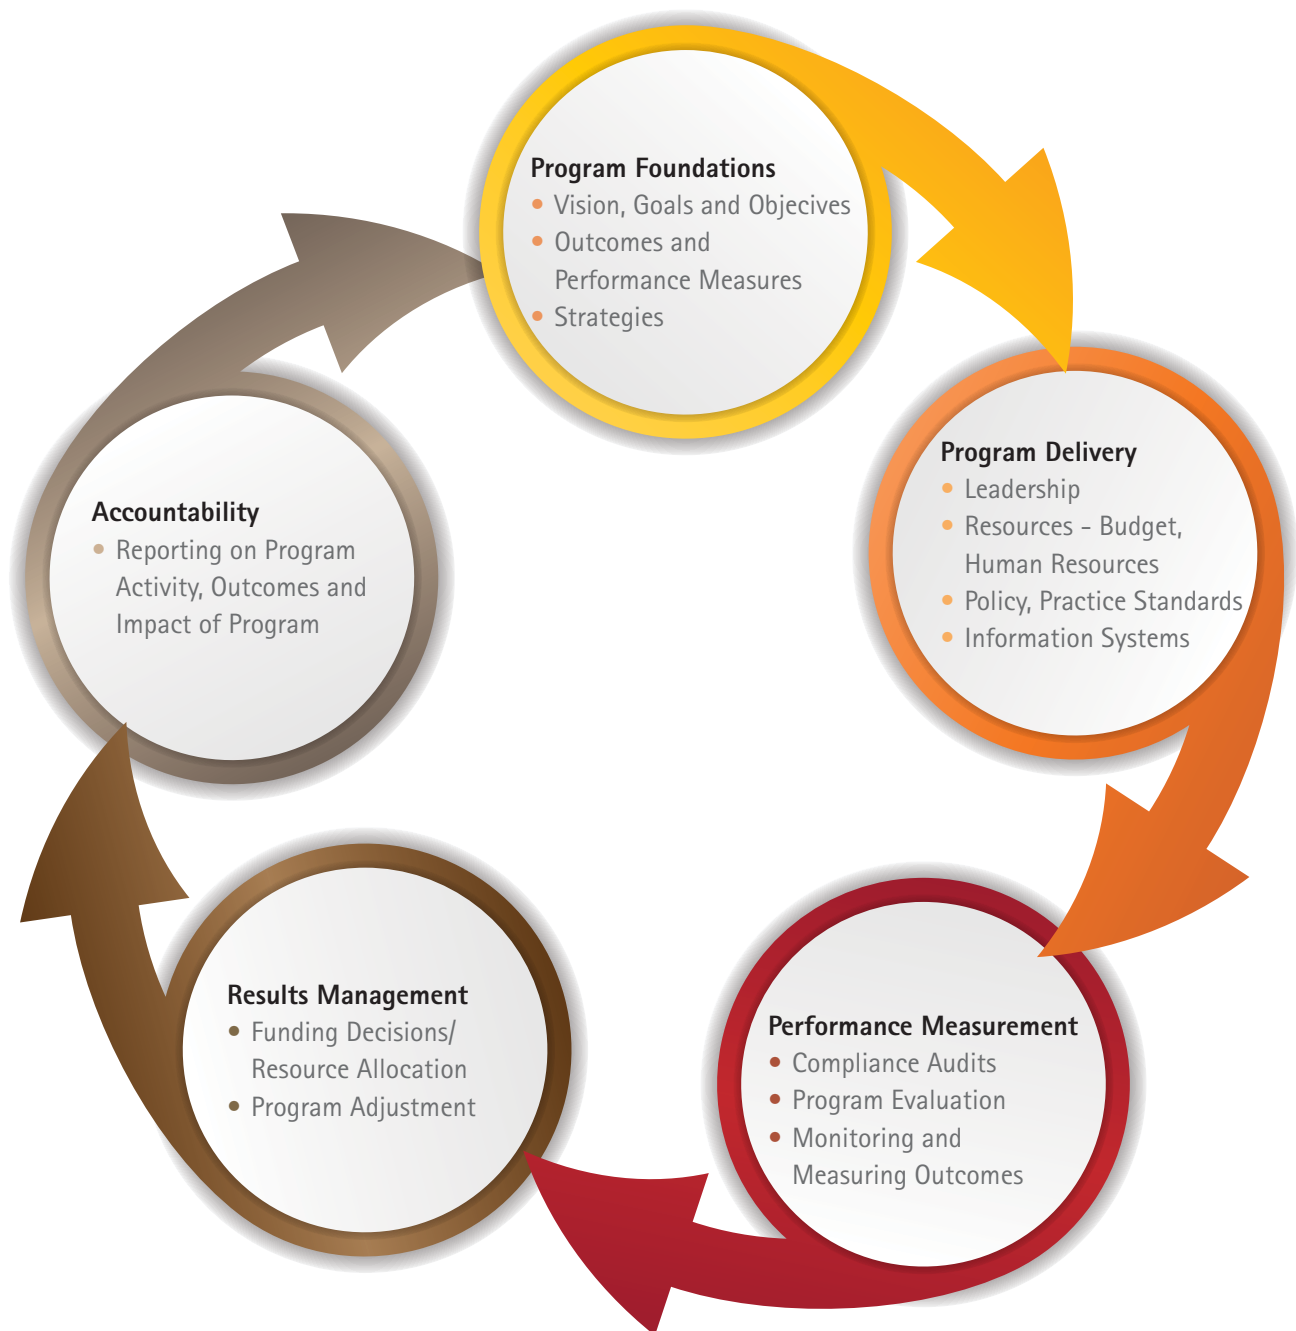 Program Foundations
• Vision, Goals and Objecives
• Outcomes and
Performance Measures
• Strategies
Program Delivery
• Leadership
• Resources - Budget,
Human Resources
• Policy, Practice Standards
• Information Systems
Performance Measurement
• Compliance Audits
• Program Evaluation
• Monitoring and
Measuring Outcomes
Results Management
• Funding Decisions/
Resource Allocation
• Program Adjustment
Accountability
• Reporting on Program
Activity, Outcomes and
Impact of Program